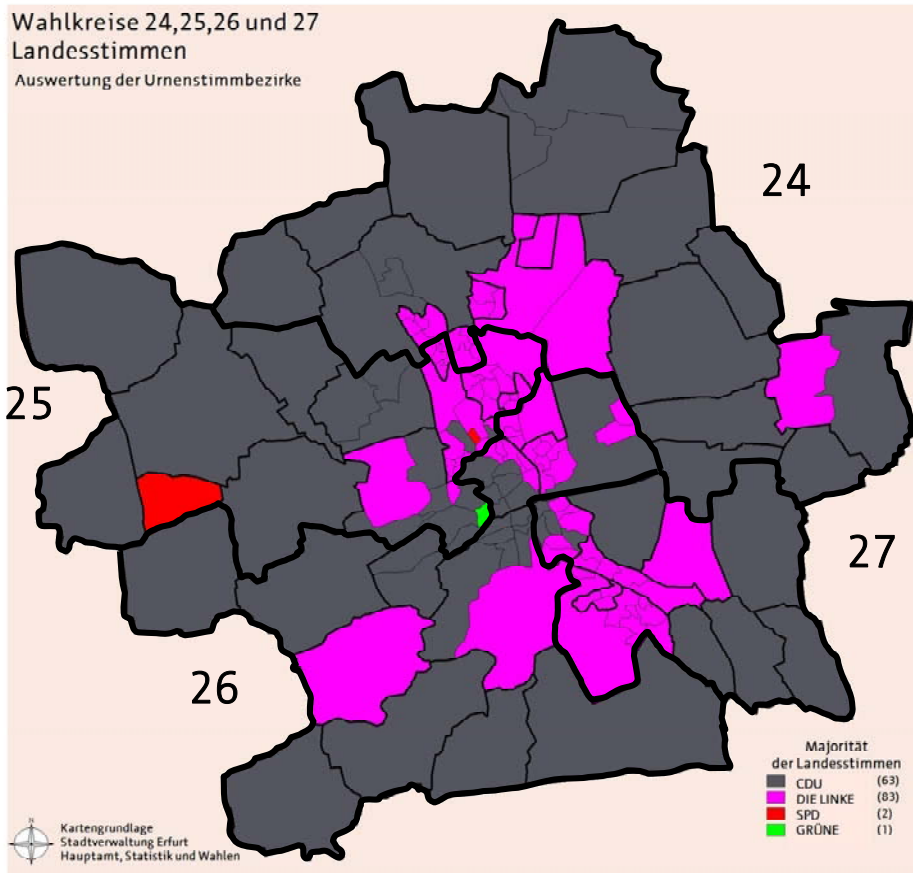 Wahlkreise 24,25,26 und 27
Landesstimmen
Auswertung der Urnenstimmbezirke
24
25
27
26
Majorität
der Landesstimmen
CDU (63)
DIE LINKE (83)
SPD (2)
GRÜNE (1)
N
Kartengrundlage
Stadtverwaltung Erfurt
Hauptamt, Statistik und Wahlen